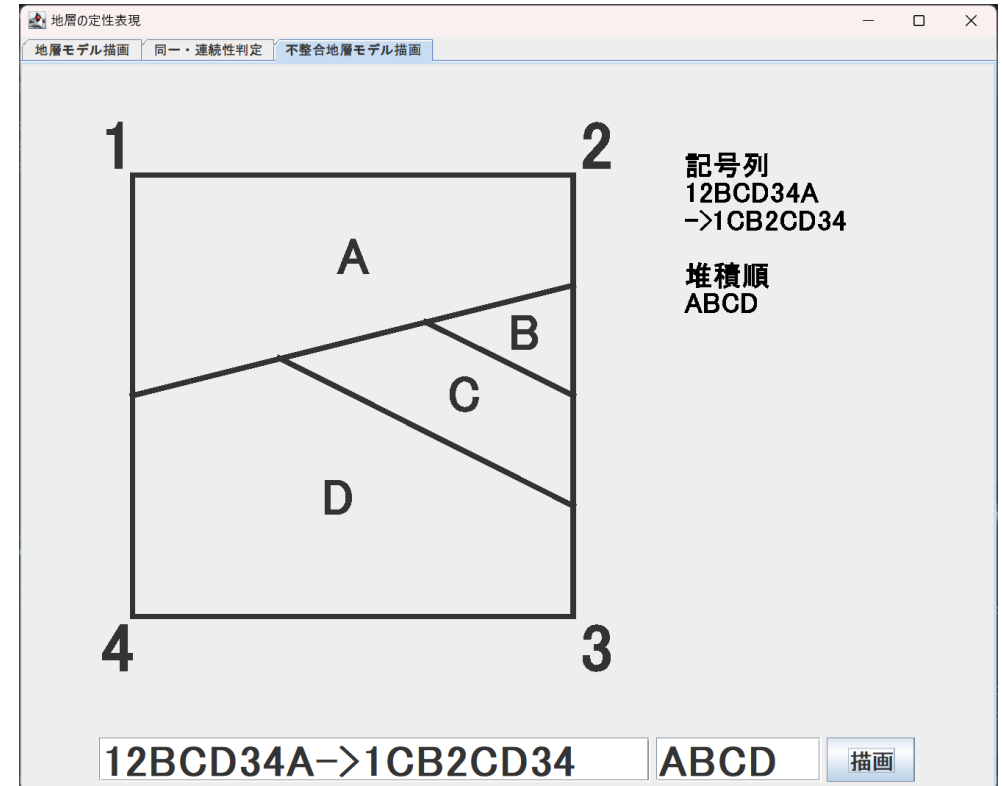 地層の定性表現
地層モデル描画 同一・連続性判定 不整合地層モデル描画
1 2
記号列
12BCD34A
->1CB2CD34
A
堆積順
ABCD
B
C
D
4 3
12BCD34A->1CB2CD34 ABCD 描画